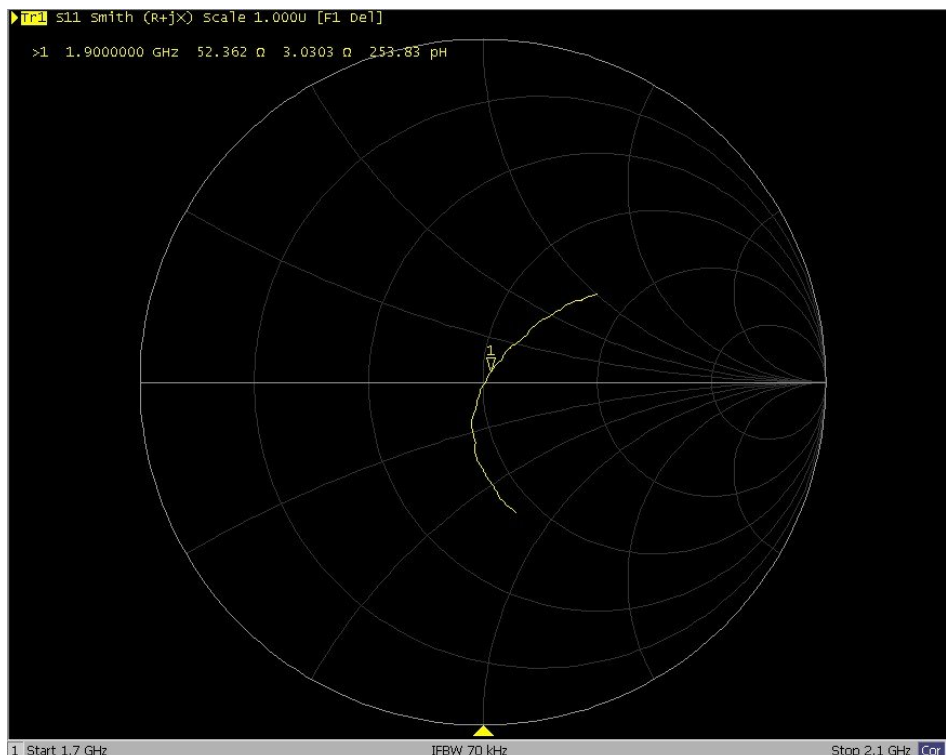 Tr1 S11 Smith (R+jX) Scale 1.000U [F1 Del]
>1 1.9000000 GHz 52.362 Ω 3.0303 Ω 253.83 pH
1
1 Start 1.7 GHz IFBW 70 kHz Stop 2.1 GHz Cor